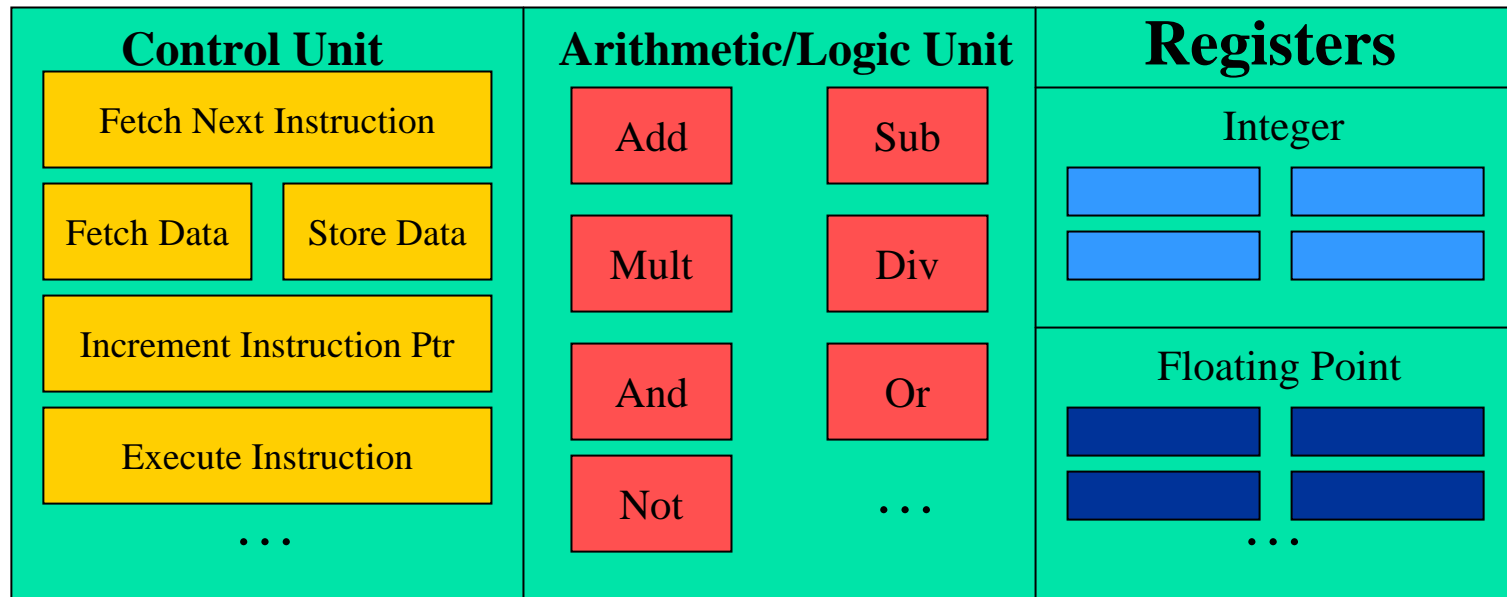 Control Unit
Fetch Next Instruction
Fetch Data
Store Data
Increment Instruction Ptr
Execute Instruction
...
Arithmetic/Logic Unit
Add
Sub
Mult
Div
And
Or
Not
...
Registers
Integer
Floating Point
...